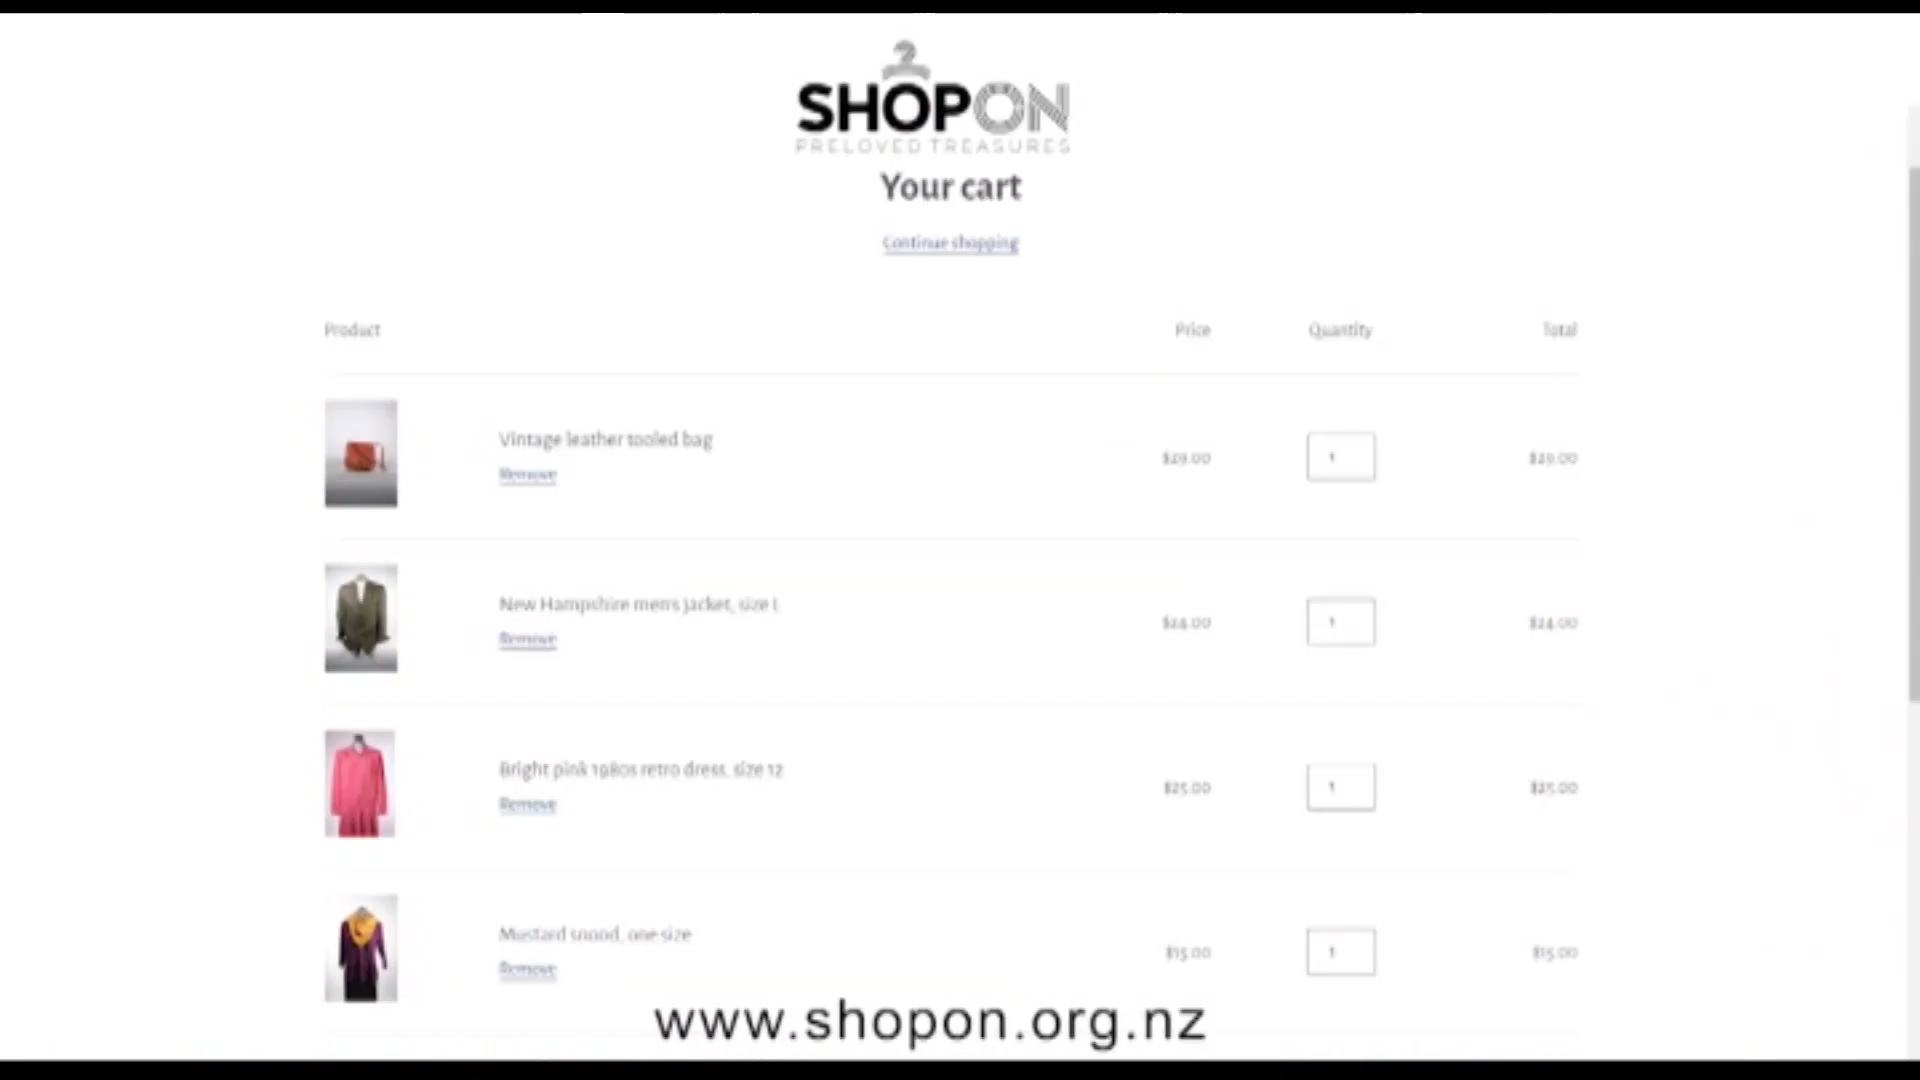 SHOPON
PRELOVED TREASURES
Your cart
Continue shopping
Product Price Quantity Total
Vintage leather tooled bag
Remove
$29.00 1 $29.00
New Hampshire mens jacket, size L
Remove
$24.00 1 $24.00
Bright pink 1980s retro dress, size 12
Remove
$25.00 1 $25.00
Mustard snood, one size
Remove
$15.00 1 $15.00
www.shopon.org.nz